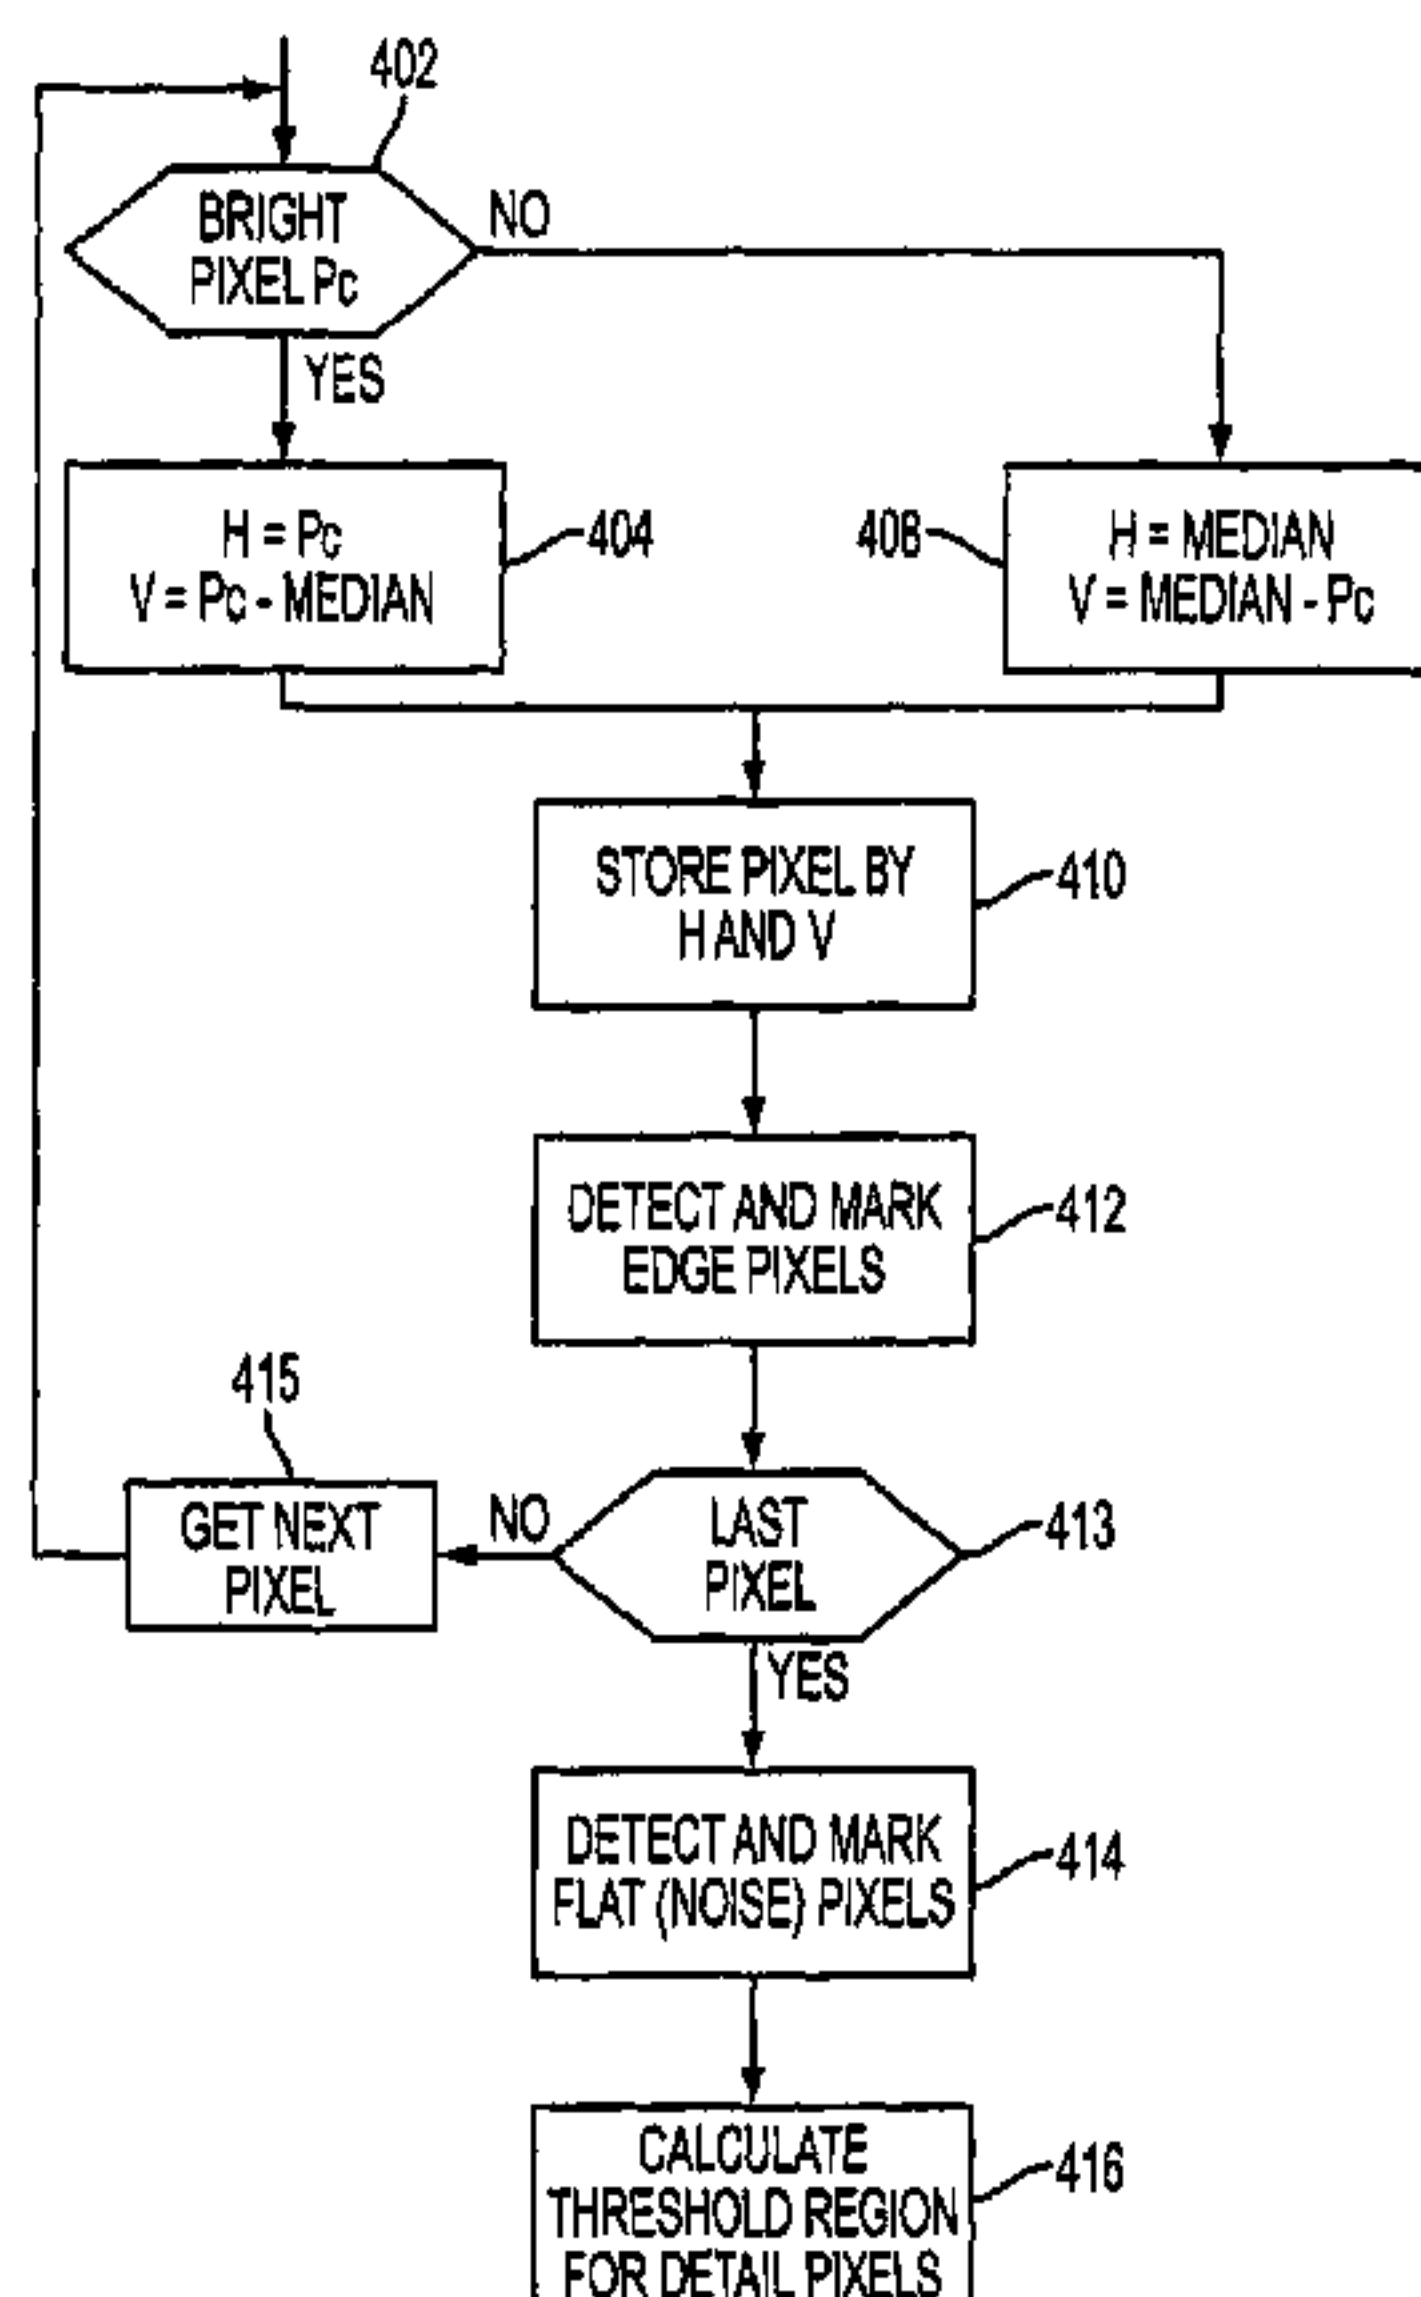 402
BRIGHT
PIXEL Pc
NO
YES
H = Pc
V = Pc - MEDIAN
404
408
H = MEDIAN
V = MEDIAN - Pc
STORE PIXEL BY
H AND V
410
DETECT AND MARK
EDGE PIXELS
412
415
GET NEXT
PIXEL
NO
LAST
PIXEL
413
YES
DETECT AND MARK
FLAT (NOISE) PIXELS
414
CALCULATE
THRESHOLD REGION
FOR DETAIL PIXELS
416